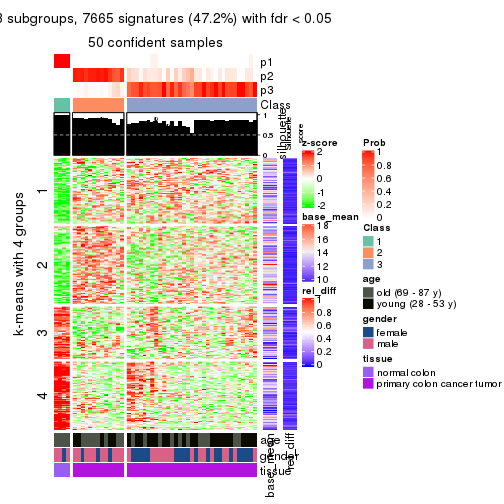 3 subgroups, 7665 signatures (47.2%) with fdr < 0.05
50 confident samples
p1
p2
p3
Class
1
0.5
0
silhouette
silhouette
score
k-means with 4 groups
1
2
3
4
age
gender
tissue
base_mean
rel_diff
z-score
2
1
0
-1
-2
base_mean
18
16
14
12
10
rel_diff
1
0.8
0.6
0.4
0.2
0
Prob
1
0.8
0.6
0.4
0.2
0
Class
1
2
3
age
old (69 - 87 y)
young (28 - 53 y)
gender
female
male
tissue
normal colon
primary colon cancer tumor